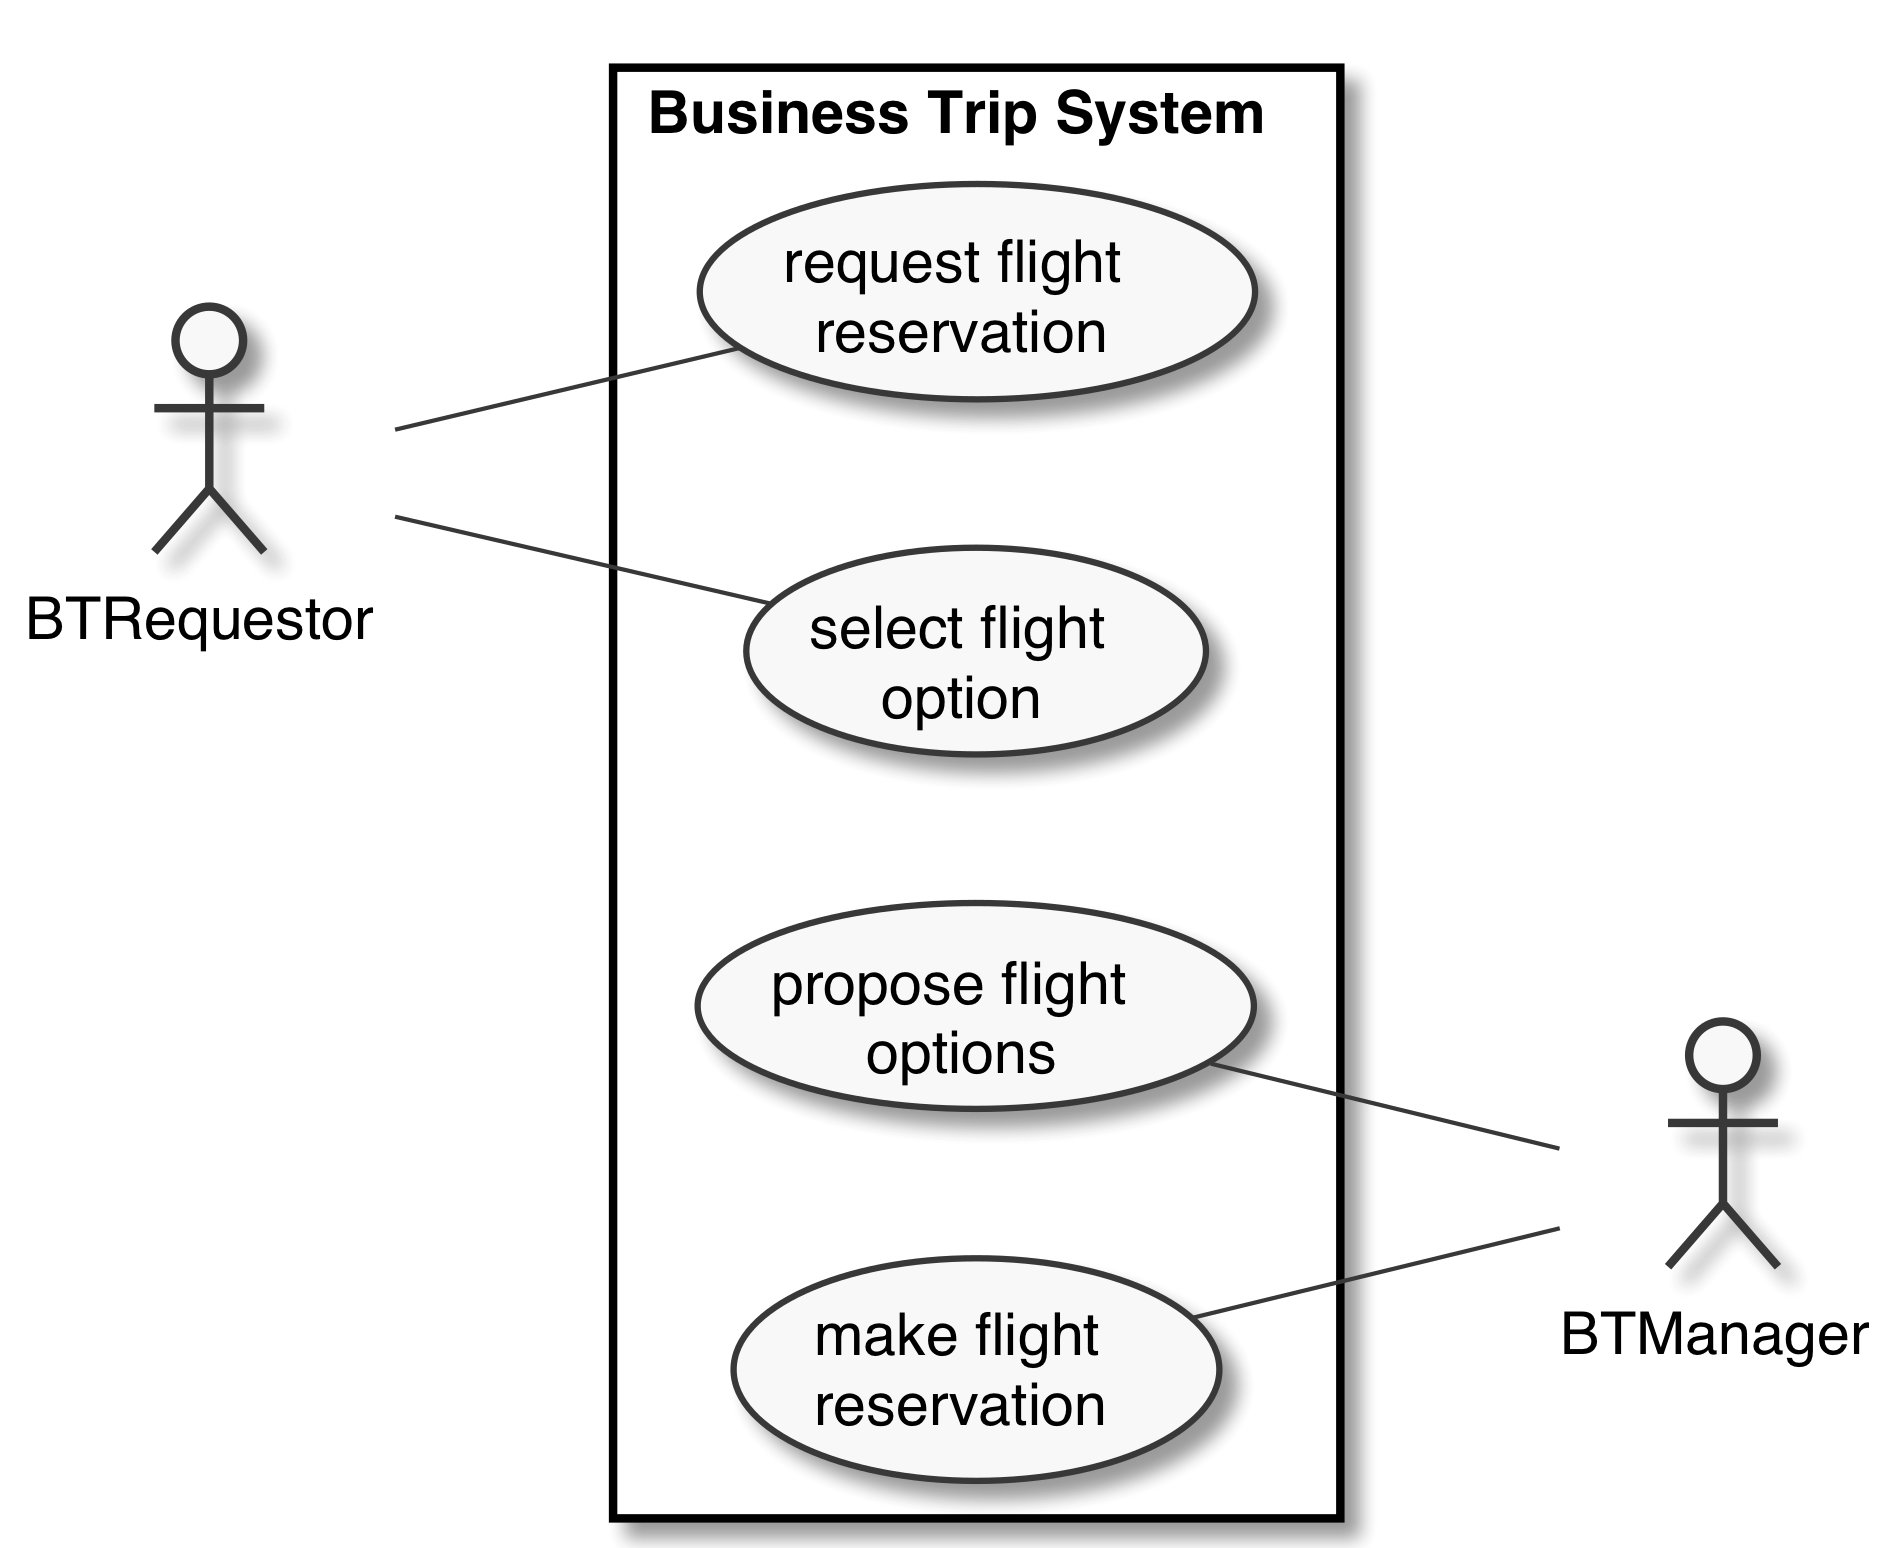 Business Trip System
request flight
reservation
BTRequestor
select flight
option
propose flight
options
make flight
reservation
BTManager